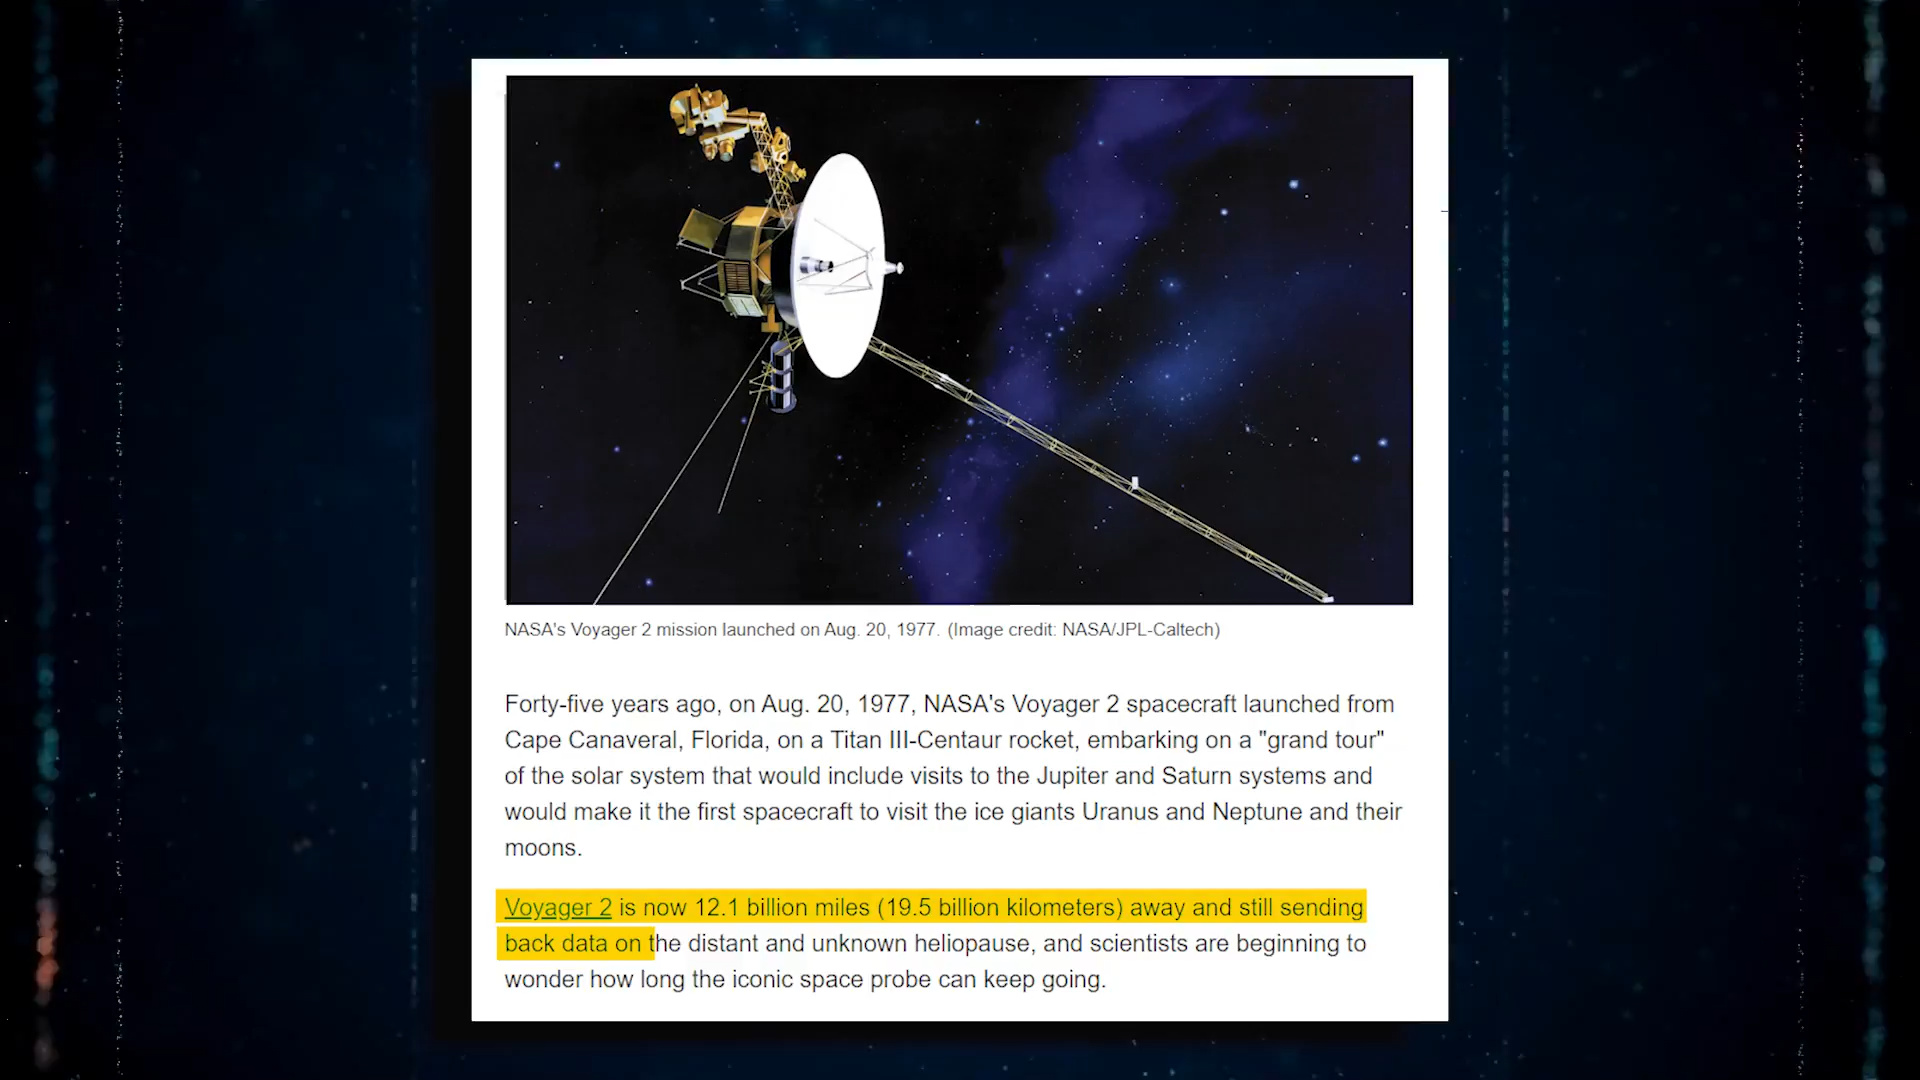 NASA's Voyager 2 mission launched on Aug. 20, 1977. (Image credit: NASA/JPL-Caltech)
Forty-five years ago, on Aug. 20, 1977, NASA's Voyager 2 spacecraft launched from
Cape Canaveral, Florida, on a Titan III-Centaur rocket, embarking on a "grand tour"
of the solar system that would include visits to the Jupiter and Saturn systems and
would make it the first spacecraft to visit the ice giants Uranus and Neptune and their
moons.
Voyager 2 is now 12.1 billion miles (19.5 billion kilometers) away and still sending
back data on the distant and unknown heliopause, and scientists are beginning to
wonder how long the iconic space probe can keep going.